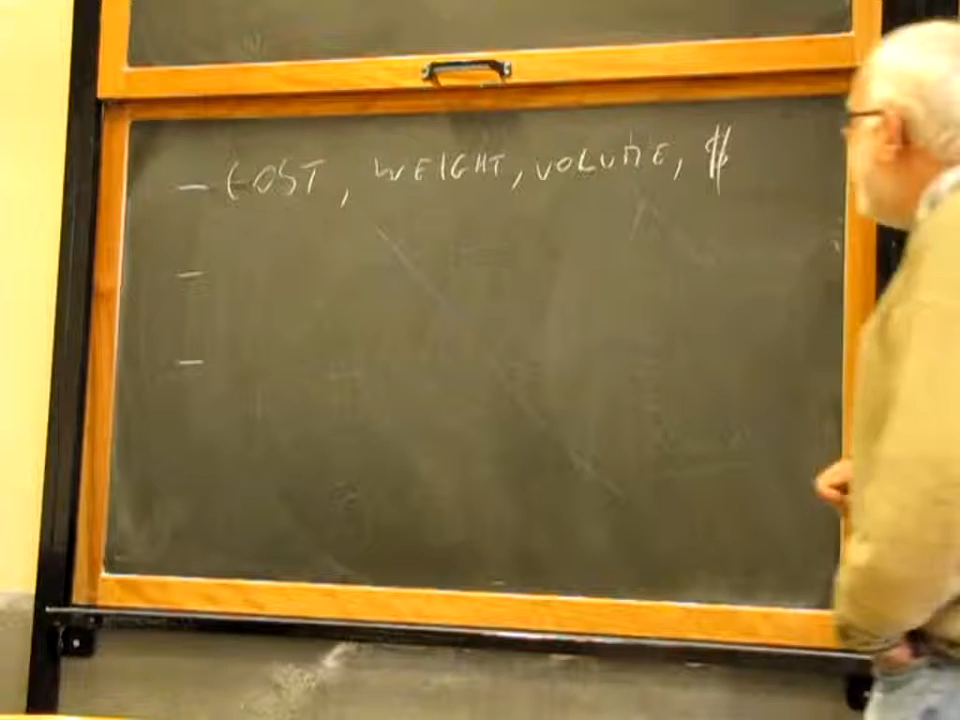 — COST, WEIGHT, VOLUME, $
—
—